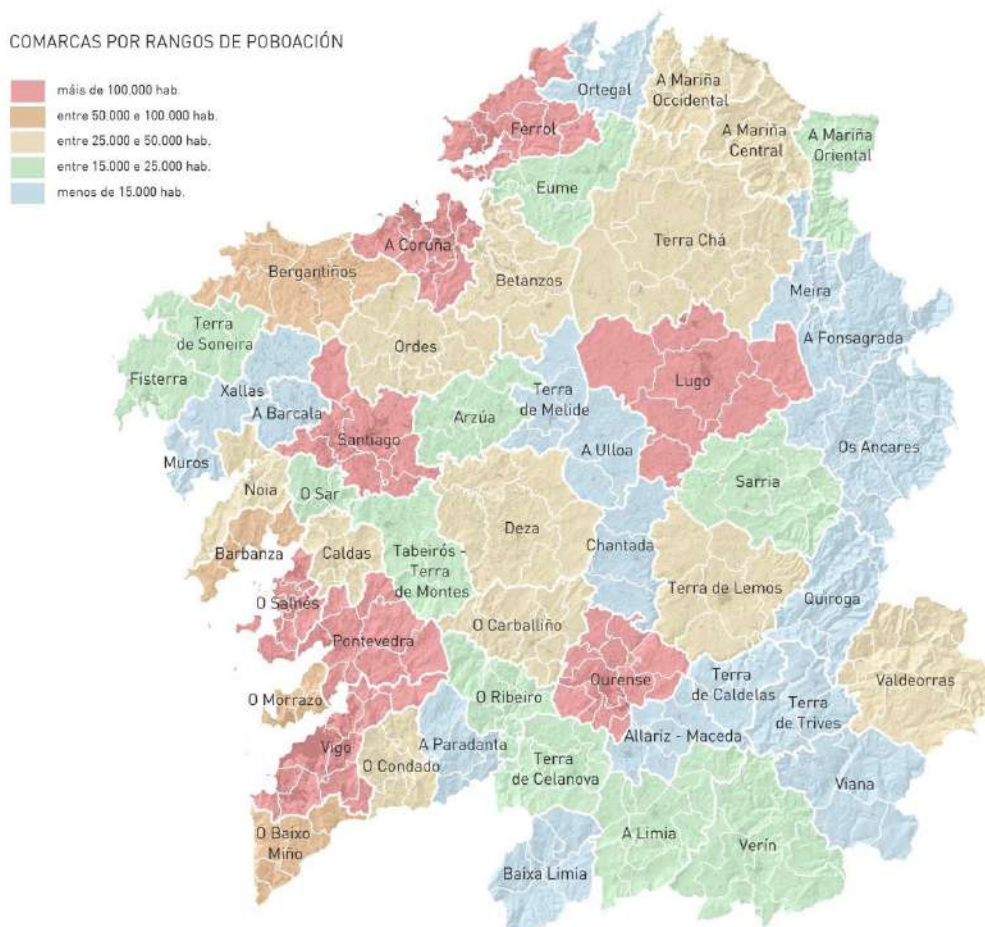 COMARCAS POR RANGOS DE POBOACIÓN
máis de 100.000 hab.
entre 50.000 e 100.000 hab.
entre 25.000 e 50.000 hab.
entre 15.000 e 25.000 hab.
menos de 15.000 hab.
Ortegal
A Mariña
Occidental
Ferrol
A Mariña
Central
A Mariña
Oriental
Eume
A Coruña
Terra Chá
Bergantiños
Betanzos
Meira
Terra
de Soneira
A Fonsagrada
Ordes
Fisterra
Lugo
Xallas
Terra
de Melide
A Barcala
Arzúa
Santiago
A Ulloa
Os Ancares
Muros
Noia
O Sar
Sarria
Deza
Barbanza
Caldas
Tabeirós -
Terra
de Montes
Chantada
Terra de Lemos
Quiroga
O Salnés
O Carballiño
Pontevedra
Ourense
Terra
de Caldelas
Valdeorras
O Morrazo
O Ribeiro
Terra
de Trives
Vigo
A Paradanta
Allariz - Maceda
O Condado
Terra
de Celanova
Viana
O Baixo
Miño
A Limia
Verín
Baixa Limia